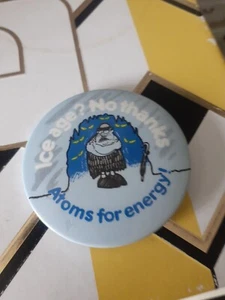 Ice age? No thanks
Atoms for energy!